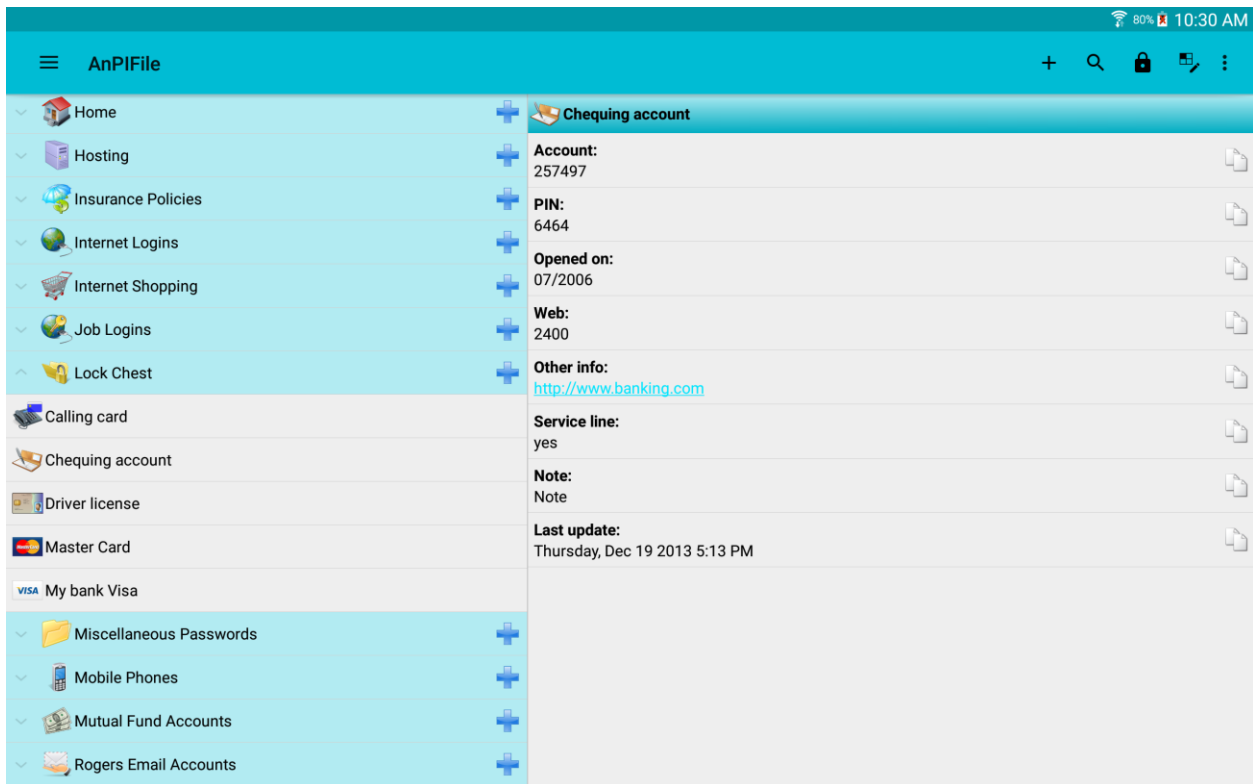 80% 10:30 AM
AnPIFile
Home
Hosting
Insurance Policies
Internet Logins
Internet Shopping
Job Logins
Lock Chest
Calling card
Chequing account
Driver license
Master Card
VISA My bank Visa
Miscellaneous Passwords
Mobile Phones
Mutual Fund Accounts
Rogers Email Accounts
Chequing account
Account:
257497
PIN:
6464
Opened on:
07/2006
Web:
2400
Other info:
http://www.banking.com
Service line:
yes
Note:
Note
Last update:
Thursday, Dec 19 2013 5:13 PM